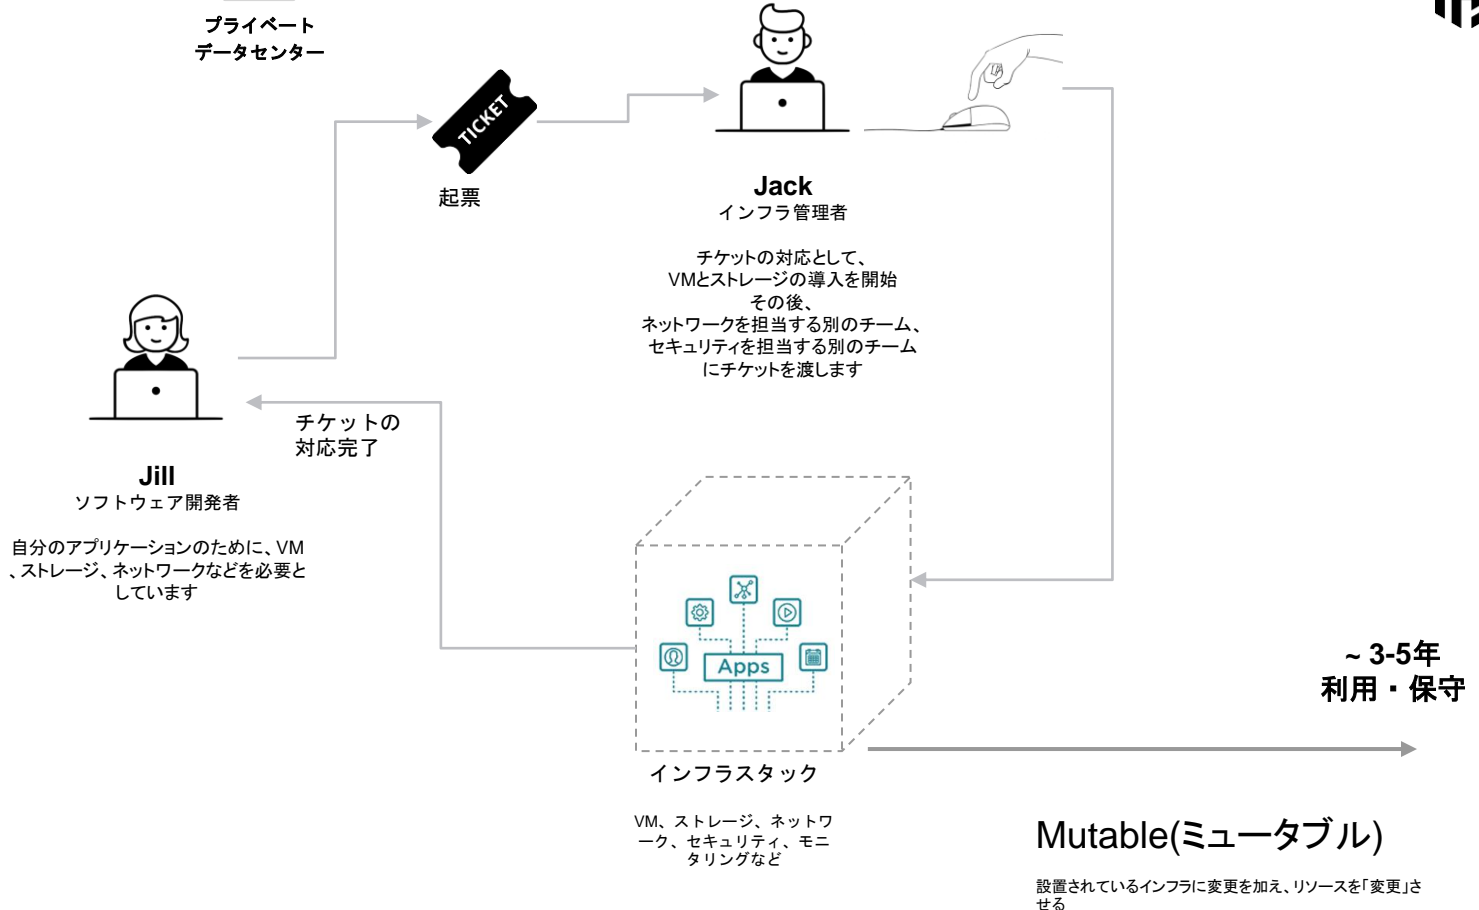 プライベート
データセンター
TICKET
起票
Jack
インフラ管理者
チケットの対応として、
VMとストレージの導入を開始
その後、
ネットワークを担当する別のチーム、
セキュリティを担当する別のチーム
にチケットを渡します
チケットの
対応完了
Jill
ソフトウェア開発者
自分のアプリケーションのために、VM
、ストレージ、ネットワークなどを必要と
しています
Apps
~ 3-5年
利用・保守
インフラスタック
VM、ストレージ、ネットワ
ーク、セキュリティ、モニ
タリングなど
Mutable(ミュータブル)
設置されているインフラに変更を加え、リソースを「変更」さ
せる